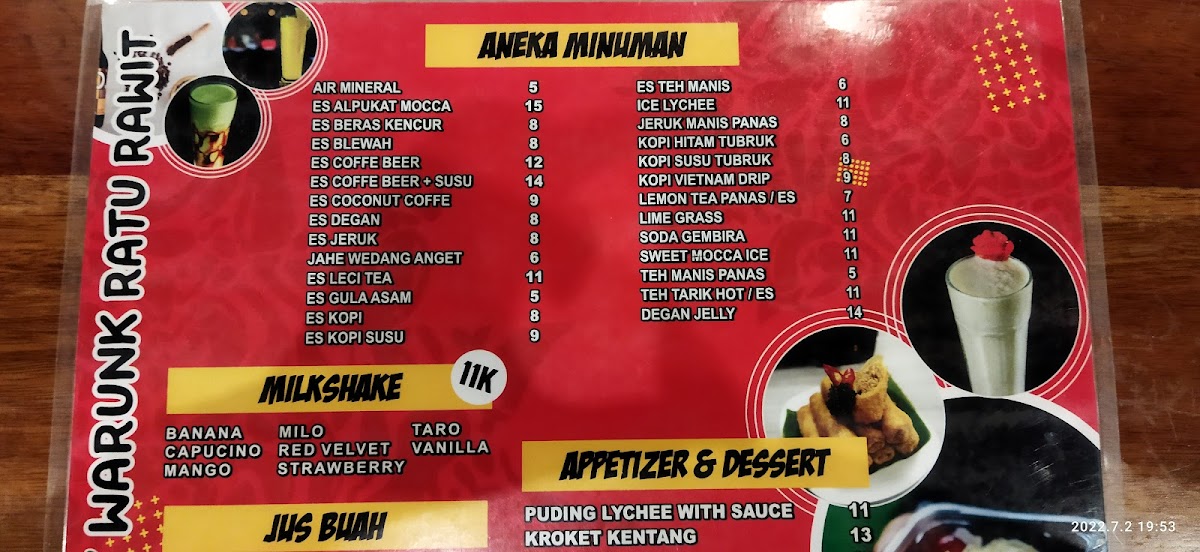 WARUNK RATU RAWIT
ANEKA MINUMAN
AIR MINERAL 5
ES ALPUKAT MOCCA 15
ES BERAS KENCUR 8
ES BLEWAH 8
ES COFFE BEER 12
ES COFFE BEER + SUSU 14
ES COCONUT COFFE 9
ES DEGAN 8
ES JERUK 8
JAHE WEDANG ANGET 6
ES LECI TEA 11
ES GULA ASAM 5
ES KOPI 8
ES KOPI SUSU 9
ES TEH MANIS 6
ICE LYCHEE 11
JERUK MANIS PANAS 8
KOPI HITAM TUBRUK 6
KOPI SUSU TUBRUK 8
KOPI VIETNAM DRIP 9
LEMON TEA PANAS / ES 7
LIME GRASS 11
SODA GEMBIRA 11
SWEET MOCCA ICE 11
TEH MANIS PANAS 5
TEH TARIK HOT / ES 11
DEGAN JELLY 14
MILKSHAKE 11K
BANANA MILO TARO
CAPUCINO RED VELVET VANILLA
MANGO STRAWBERRY
JUS BUAH
APPETIZER & DESSERT
PUDING LYCHEE WITH SAUCE 11
KROKET KENTANG 13
2022.7.2 19:53